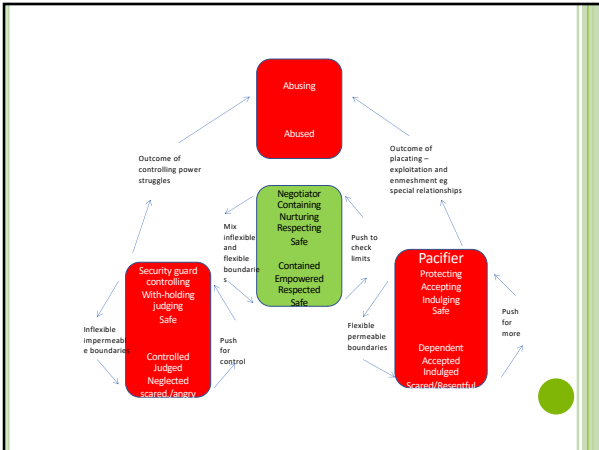 Abusing
Abused
Outcome of
controlling power
struggles
Outcome of
placating –
exploitation and
enmeshment eg
special relationships
Negotiator
Containing
Nurturing
Respecting
Safe
Contained
Empowered
Respected
Safe
Mix
inflexible
and
flexible
boundarie
s
Push to
check
limits
Security guard
controlling
With-holding
judging
Safe
Controlled
Judged
Neglected
scared./angry
Inflexible
impermeabl
e boundaries
Push
for
control
Pacifier
Protecting
Accepting
Indulging
Safe
Dependent
Accepted
Indulged
Scared/Resentful
Flexible
permeable
boundaries
Push
for
more